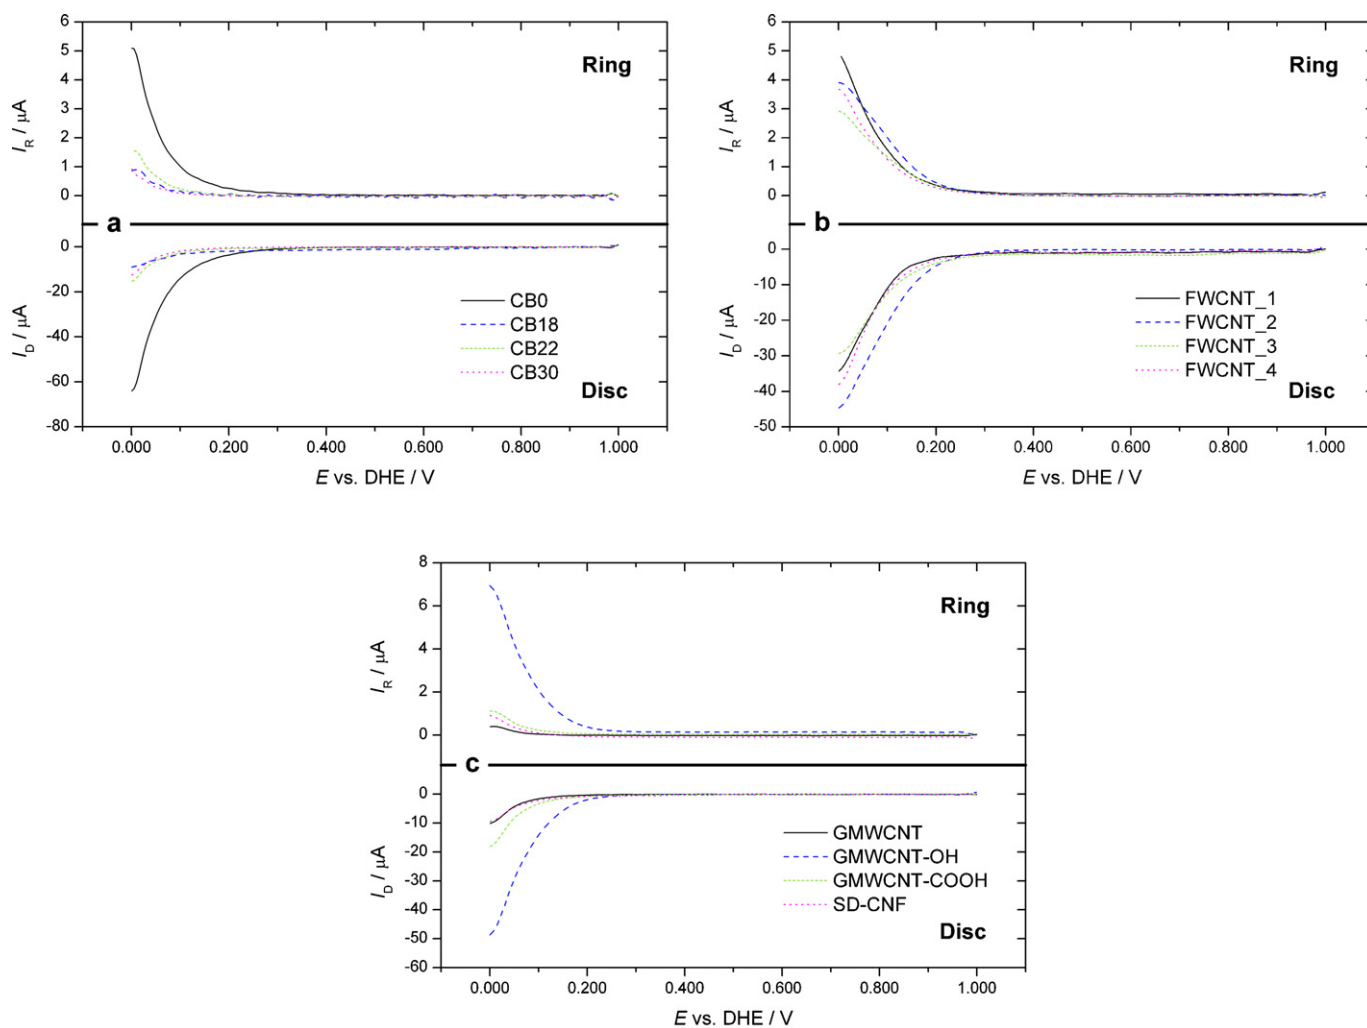 6
5
4
3
2
1
0
I_R / µA
Ring
a
0
-20
-40
-60
-80
I_D / µA
CB0
CB18
CB22
CB30
Disc
0.000 0.200 0.400 0.600 0.800 1.000
E vs. DHE / V
6
5
4
3
2
1
0
I_R / µA
Ring
b
0
-10
-20
-30
-40
-50
I_D / µA
FWCNT_1
FWCNT_2
FWCNT_3
FWCNT_4
Disc
0.000 0.200 0.400 0.600 0.800 1.000
E vs. DHE / V
8
6
4
2
0
I_R / µA
Ring
c
0
-10
-20
-30
-40
-50
-60
I_D / µA
GMWCNT
GMWCNT-OH
GMWCNT-COOH
SD-CNF
Disc
0.000 0.200 0.400 0.600 0.800 1.000
E vs. DHE / V